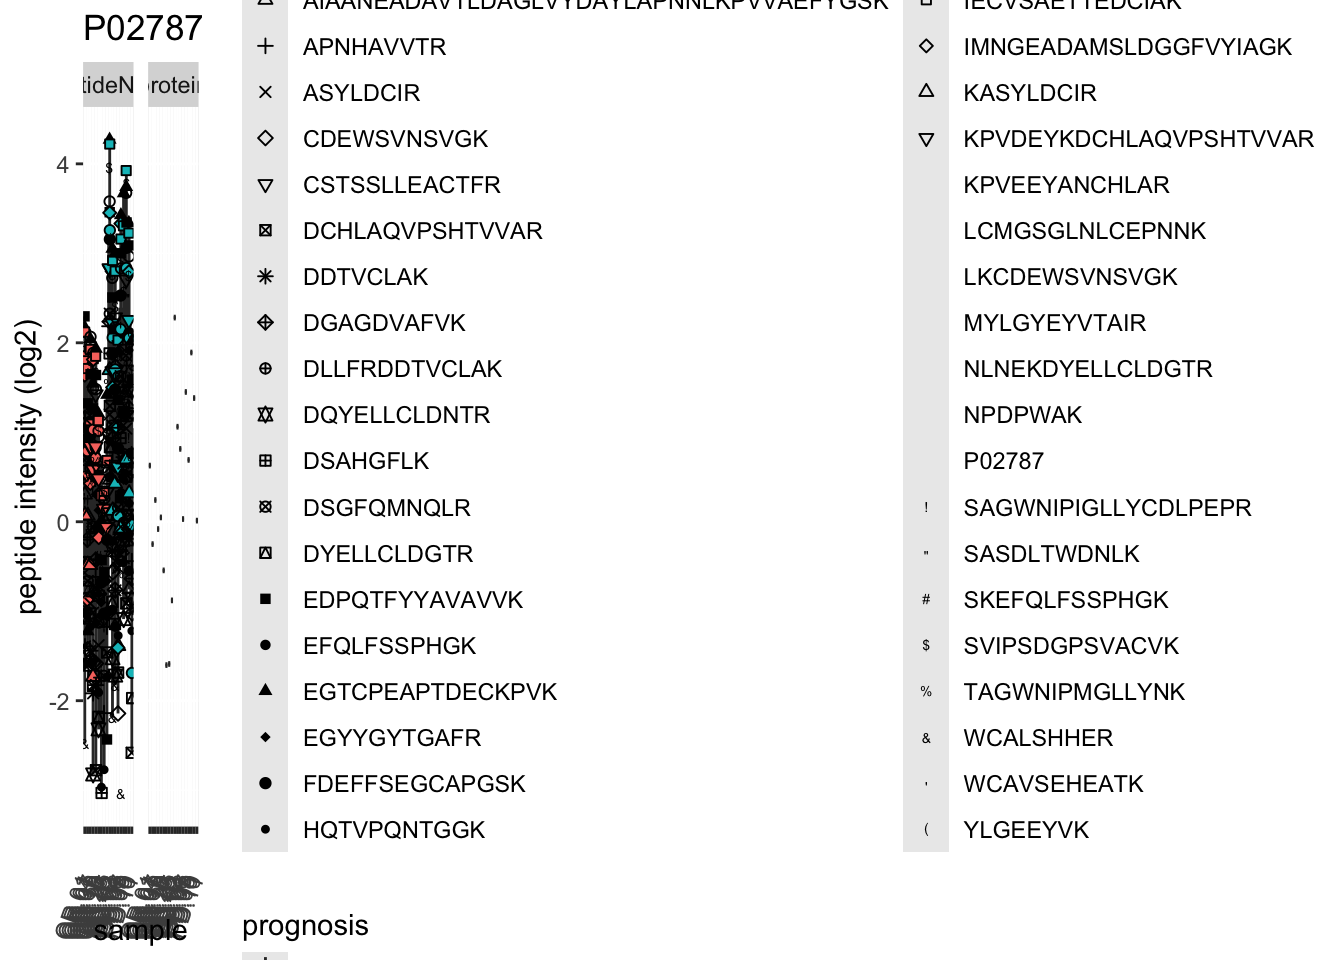 P02787
tideN
rotein
4
2
0
-2
peptide intensity (log2)
sample
AIAANEADAVTLDAGLVYDAYLAPNNLKPVVAEFYGSK
APNHAVVTR
ASYLDCIR
CDEWSVNSVGK
CSTSSLLEACTFR
DCHLAQVPSHTVVAR
DDTVCLAK
DGAGDVAFVK
DLLFRDDTVCLAK
DQYELLCLDNTR
DSAHGFLK
DSGFQMNQLR
DYELLCLDGTR
EDPQTFYYAVAVVK
EFQLFSSPHGK
EGTCPEAPTDECKPVK
EGYYGYTGAFR
FDEFFSEGCAPGSK
HQTVPQNTGGK
IECVSAETTEDCIAK
IMNGEADAMSLDGGFVYIAGK
KASYLDCIR
KPVDEYKDCHLAQVPSHTVVAR
KPVEEYANCHLAR
LCMGSGLNLCEPNNK
LKCDEWSVNSVGK
MYLGYEYVTAIR
NLNEKDYELLCLDGTR
NPDPWAK
P02787
! SAGWNIPIGLLYCDLPEPR
" SASDLTWDNLK
# SKEFQLFSSPHGK
$ SVIPSDGPSVACVK
% TAGWNIPMGLLYNK
& WCALSHHER
' WCAVSEHEATK
( YLGEEYVK
prognosis